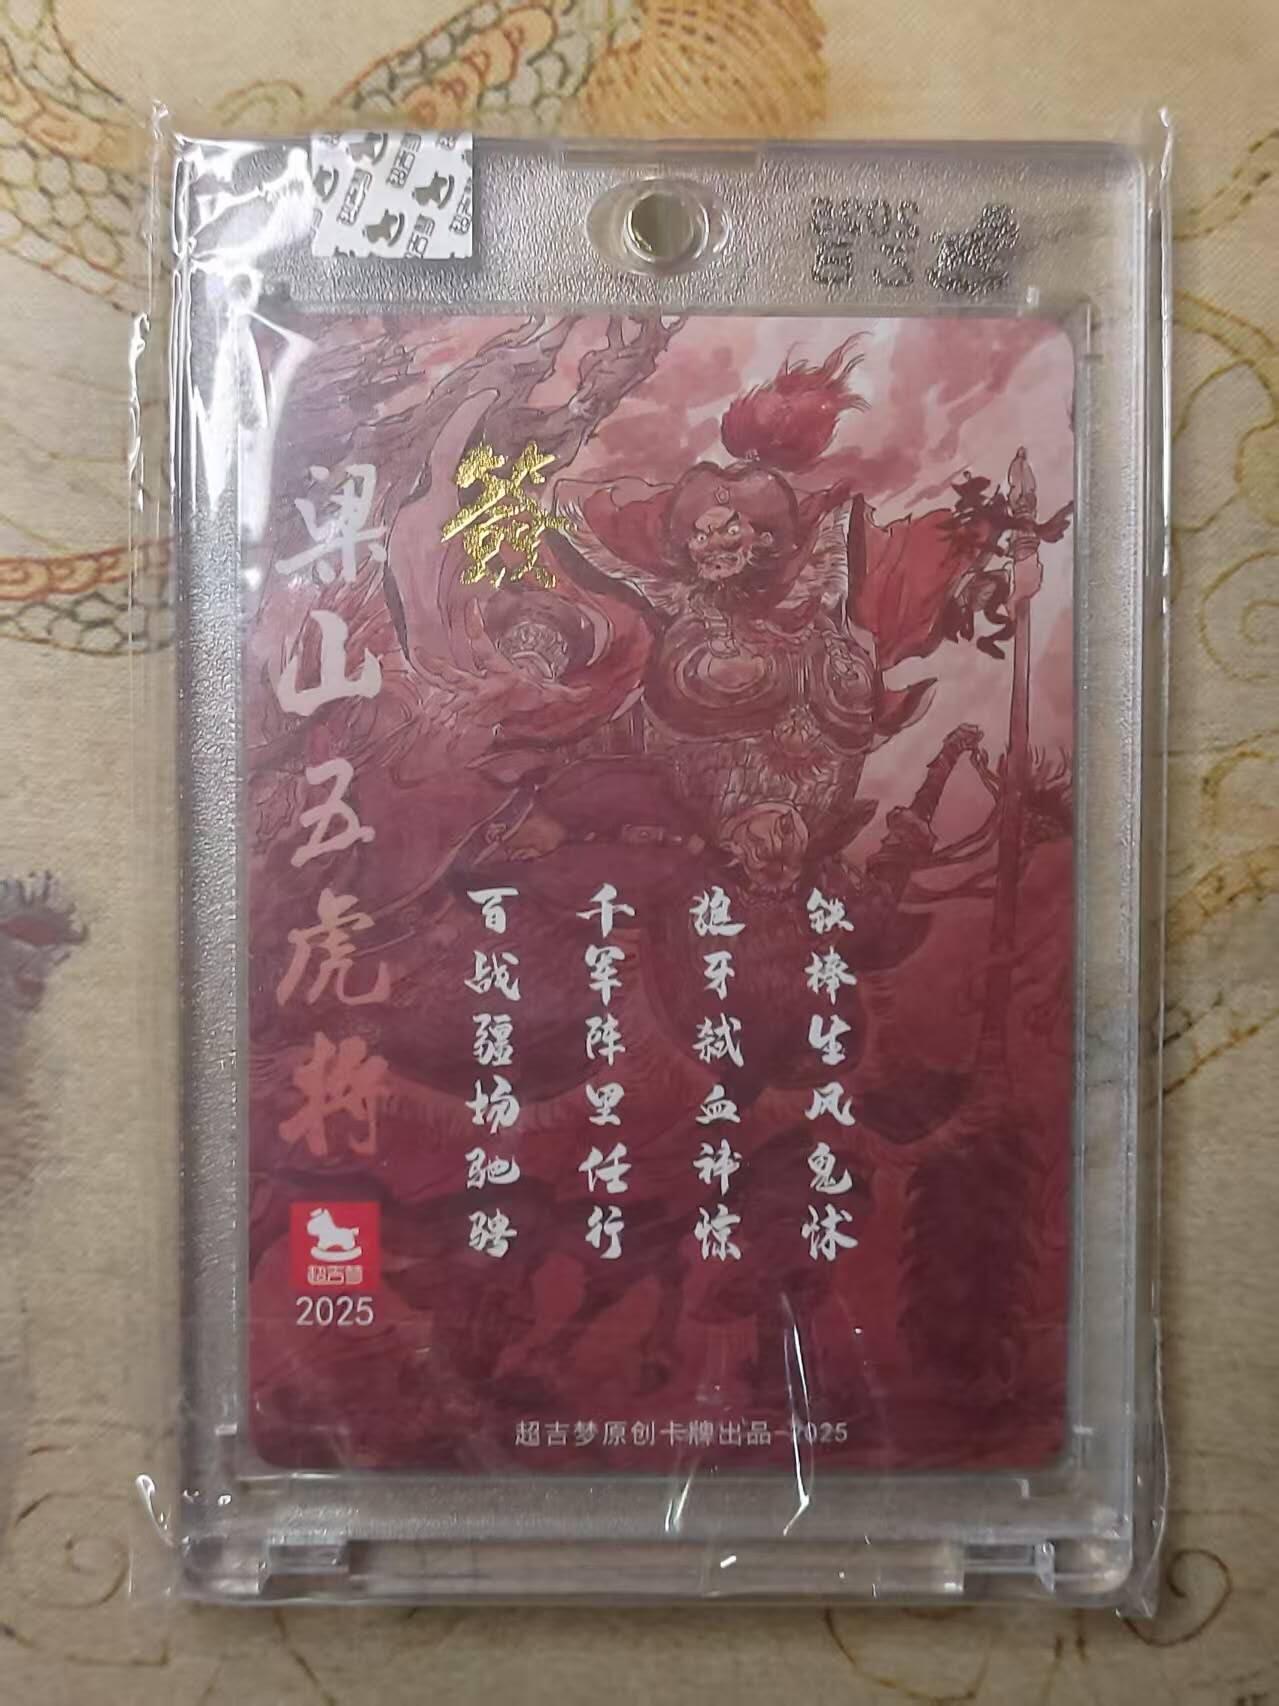 梁山五虎将
簽
铁棒生风鬼怵
狼牙弑血神惊
千军阵里任行
百战疆场驰骋
超吉梦
2025
超吉梦原创卡牌出品-2025